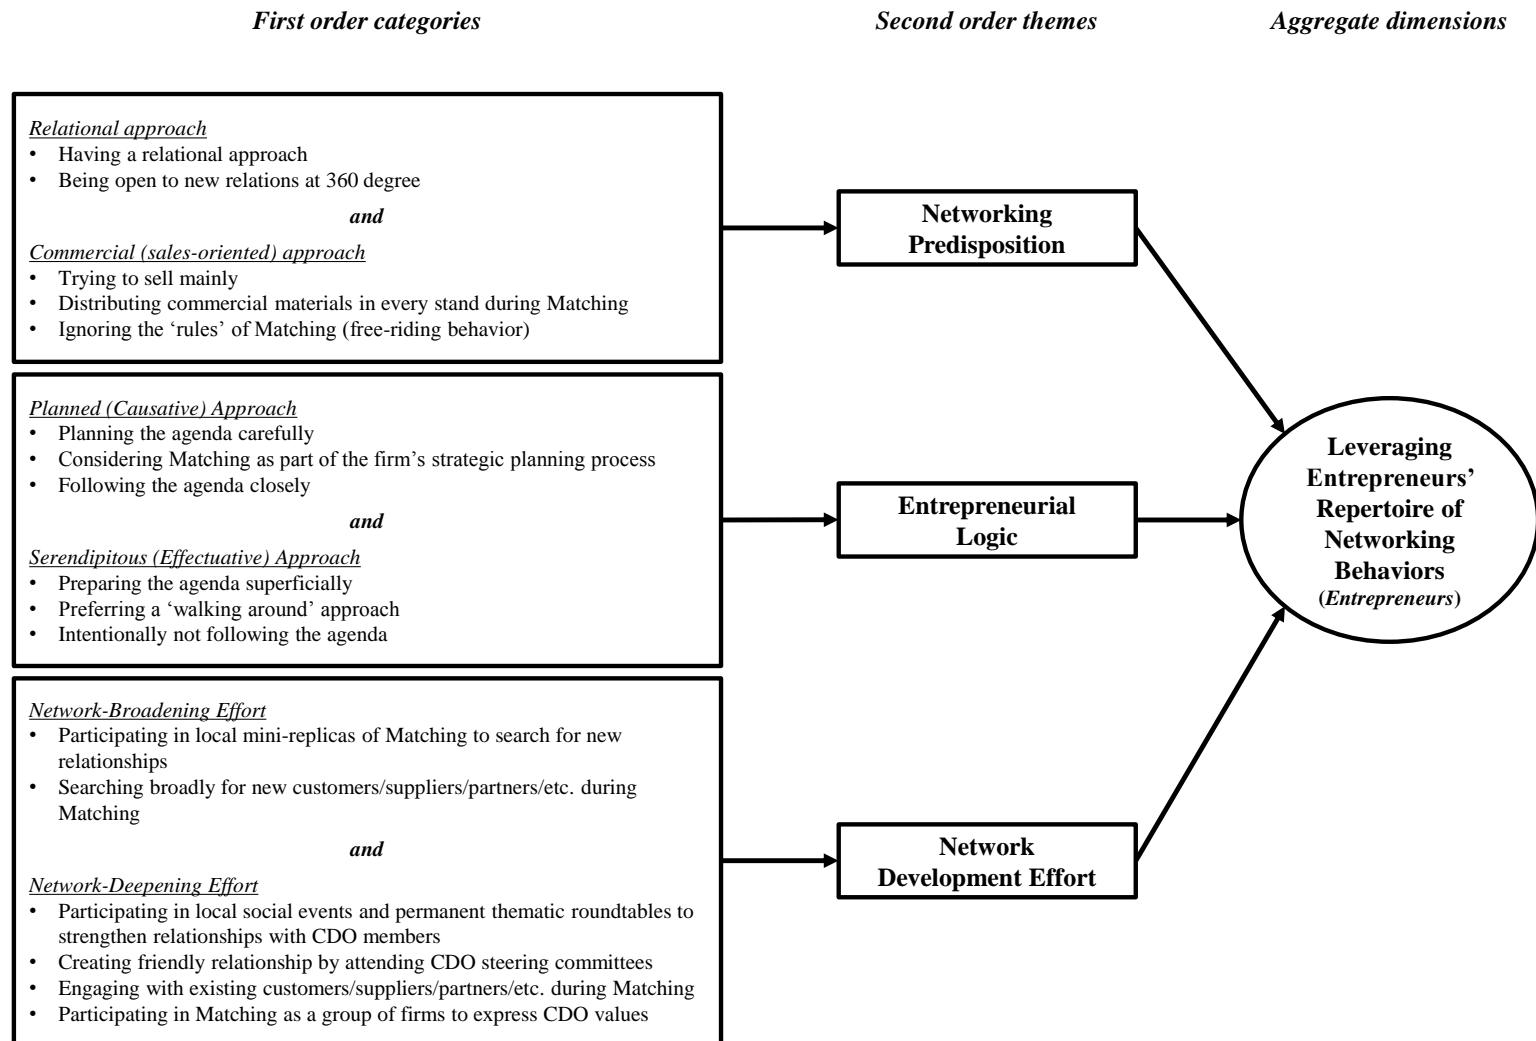 First order categories
Second order themes
Aggregate dimensions
Relational approach
• Having a relational approach
• Being open to new relations at 360 degree
and
Commercial (sales-oriented) approach
• Trying to sell mainly
• Distributing commercial materials in every stand during Matching
• Ignoring the ‘rules’ of Matching (free-riding behavior)
Networking
Predisposition
Planned (Causative) Approach
• Planning the agenda carefully
• Considering Matching as part of the firm’s strategic planning process
• Following the agenda closely
and
Serendipitous (Effectuative) Approach
• Preparing the agenda superficially
• Preferring a ‘walking around’ approach
• Intentionally not following the agenda
Entrepreneurial
Logic
Leveraging
Entrepreneurs’
Repertoire of
Networking
Behaviors
(Entrepreneurs)
Network-Broadening Effort
• Participating in local mini-replicas of Matching to search for new
relationships
• Searching broadly for new customers/suppliers/partners/etc. during
Matching
and
Network-Deepening Effort
• Participating in local social events and permanent thematic roundtables to
strengthen relationships with CDO members
• Creating friendly relationship by attending CDO steering committees
• Engaging with existing customers/suppliers/partners/etc. during Matching
• Participating in Matching as a group of firms to express CDO values
Network
Development Effort